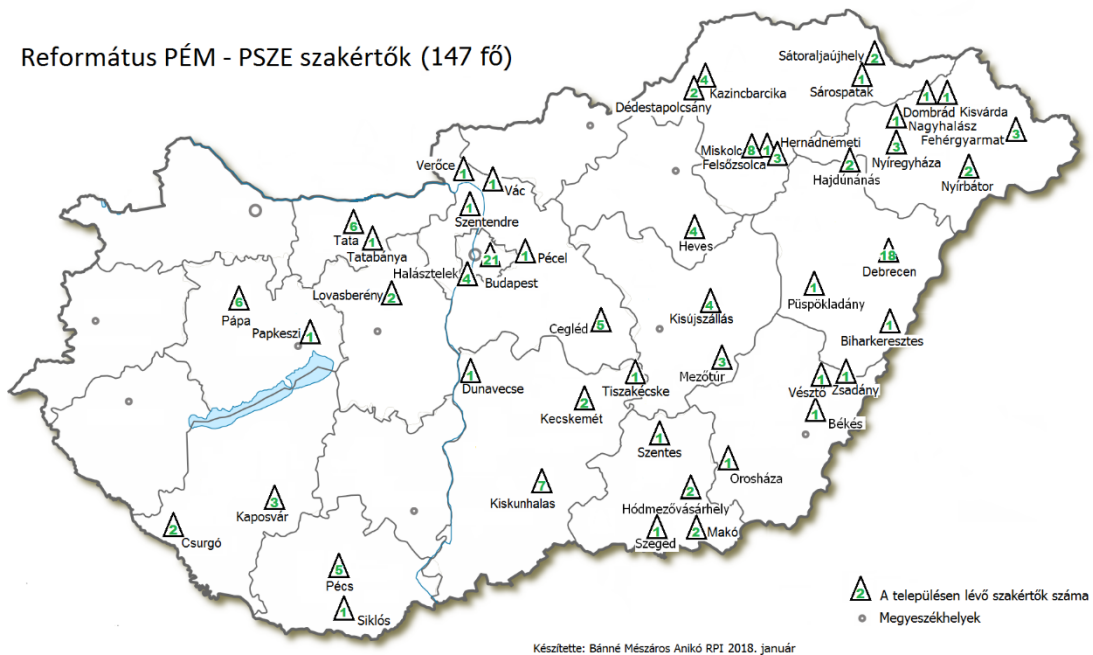 Református PÉM - PSZE szakértők (147 fő)
Sátoraljaújhely
2
4
Kazincbarcika
2
Dédestapolcsány
1
Sárospatak
1
1
Dombrád Kisvárda
1
Nagyhalász
Fehérgyarmat
3
3
Nyíregyháza
Hernádnémeti
Miskolc
8
1
3
Felsőzsolca
2
Hajdúnánás
2
Nyírbátor
Verőce
1
1
Vác
1
Szentendre
6
Tata
1
Tatabánya
4
Heves
21
Budapest
1
Pécel
Halásztelek
4
18
Debrecen
Lovasberény
2
6
Pápa
1
Püspökladány
4
Kisújszállás
Cegléd
5
Papkeszi
1
1
Biharkeresztes
3
Mezőtúr
1
Dunavecse
1
Tiszakécske
1
Vésztő
1
Zsadány
2
Kecskemét
1
Békés
1
Szentes
1
Orosháza
7
Kiskunhalas
2
Hódmezővásárhely
3
Kaposvár
2
Csurgó
1
Szeged
2
Makó
5
Pécs
1
Siklós
2
A településen lévő szakértők száma
Megyeszékhelyek
Készítette: Bánné Mészáros Anikó RPI 2018. január